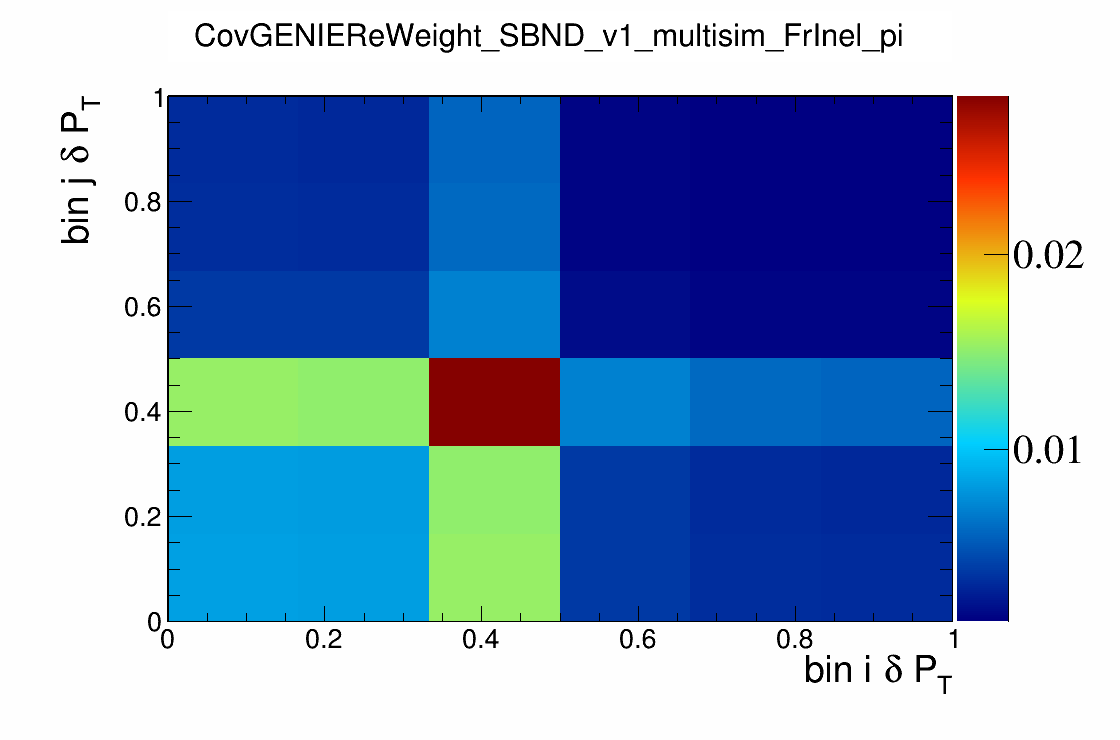 CovGENIEReWeight_SBND_v1_multisim_FrInel_pi
bin j δ P_T
1
0.8
0.6
0.4
0.2
0
0 0.2 0.4 0.6 0.8 1
bin i δ P_T
0.02
0.01